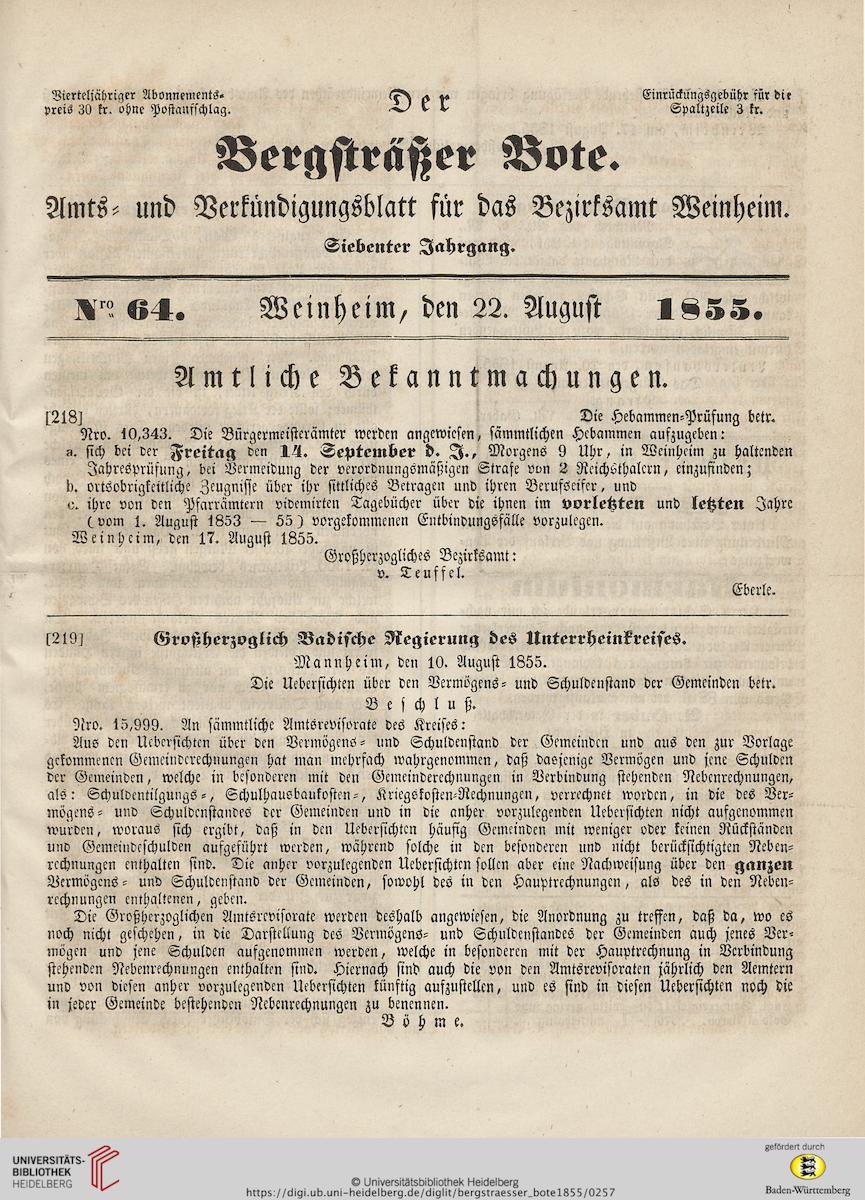 Vierteljähriger Abonnements-
preis 30 kr. ohne Postaufschlag.
Der
Einrückungsgebühr für die
Spaltzeile 3 kr.
Bergsträßer Bote.
Amts- und Verkündigungsblatt für das Bezirksamt Weinheim.
Siebenter Jahrgang.
Nro 64. Weinheim, den 22. August 1855.
Amtliche Bekanntmachungen.
[218] Die Hebammen-Prüfung betr.
Nro. 10,343. Die Bürgermeisterämter werden angewiesen, sämmtlichen Hebammen aufzugeben:
a. sich bei der Freitag den 14. September d. J., Morgens 9 Uhr, in Weinheim zu haltenden
Jahresprüfung, bei Vermeidung der verordnungsmäßigen Strafe von 2 Reichsthalern, einzufinden;
b. ortsobrigkeitliche Zeugnisse über ihr sittliches Betragen und ihren Berufseifer, und
c. ihre von den Pfarrämtern videmirten Tagebücher über die ihnen im vorletzten und letzten Jahre
(vom 1. August 1853 — 55) vorgekommenen Entbindungsfälle vorzulegen.
Weinheim, den 17. August 1855.
Großherzogliches Bezirksamt:
v. Teuffel.
Eberle.
[219] Großherzoglich Badische Regierung des Unterrheinkreises.
Mannheim, den 10. August 1855.
Die Uebersichten über den Vermögens- und Schuldenstand der Gemeinden betr.
Beschluß.
Nro. 15,999. An sämmtliche Amtsrevisorate des Kreises:
Aus den Uebersichten über den Vermögens- und Schuldenstand der Gemeinden und aus den zur Vorlage
gekommenen Gemeinderechnungen hat man mehrfach wahrgenommen, daß dasjenige Vermögen und jene Schulden
der Gemeinden, welche in besonderen mit den Gemeinderechnungen in Verbindung stehenden Nebenrechnungen,
als: Schuldentilgungs-, Schulhausbaukosten-, Kriegskosten-Rechnungen, verrechnet worden, in die des Ver-
mögens- und Schuldenstandes der Gemeinden und in die anher vorzulegenden Uebersichten nicht aufgenommen
wurden, woraus sich ergibt, daß in den Uebersichten häufig Gemeinden mit weniger oder keinen Rückständen
und Gemeindeschulden aufgeführt werden, während solche in den besonderen und nicht berücksichtigten Neben-
rechnungen enthalten sind. Die anher vorzulegenden Uebersichten sollen aber eine Nachweisung über den ganzen
Vermögens- und Schuldenstand der Gemeinden, sowohl des in den Hauptrechnungen, als des in den Neben-
rechnungen enthaltenen, geben.
Die Großherzoglichen Amtsrevisorate werden deshalb angewiesen, die Anordnung zu treffen, daß da, wo es
noch nicht geschehen, in die Darstellung des Vermögens- und Schuldenstandes der Gemeinden auch jenes Ver-
mögen und jene Schulden aufgenommen werden, welche in besonderen mit der Hauptrechnung in Verbindung
stehenden Nebenrechnungen enthalten sind. Hiernach sind auch die von den Amtsrevisoraten jährlich den Aemtern
und von diesen anher vorzulegenden Uebersichten künftig aufzustellen, und es sind in diesen Uebersichten noch die
in jeder Gemeinde bestehenden Nebenrechnungen zu benennen.
Böhme.
UNIVERSITÄTS-
BIBLIOTHEK
HEIDELBERG
© Universitätsbibliothek Heidelberg
https://digi.ub.uni-heidelberg.de/diglit/bergstraesser_bote1855/0257
gefördert durch
Baden-Württemberg